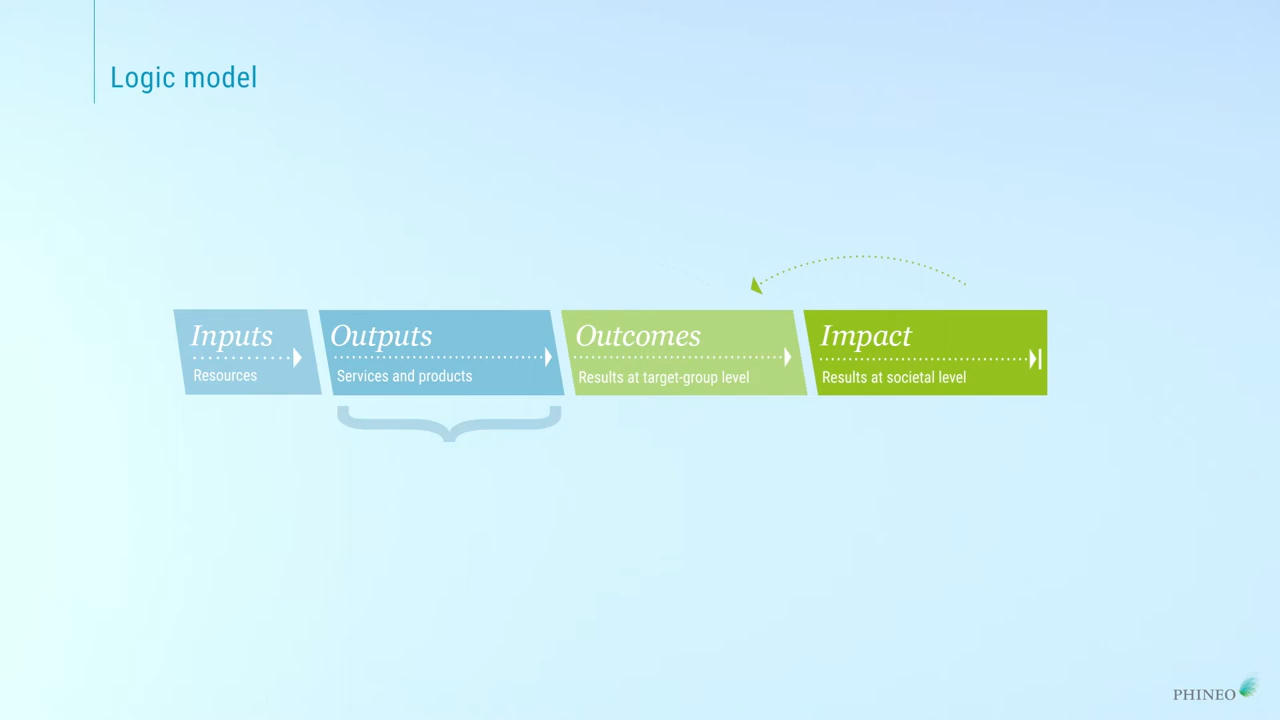 Logic model
Inputs
Resources
Outputs
Services and products
Outcomes
Results at target-group level
Impact
Results at societal level
PHINEO